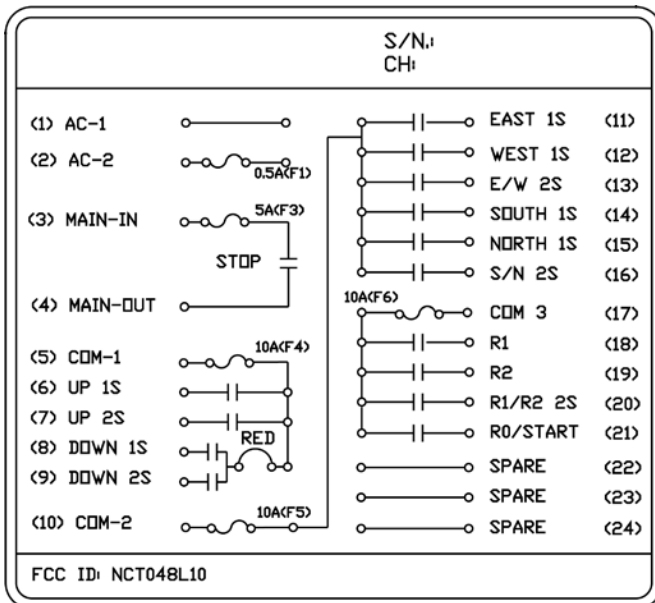 S/N.:
CH:
(1) AC-1
(2) AC-2
0.5A(F1)
(3) MAIN-IN
5A(F3)
STOP
(4) MAIN-OUT
(5) COM-1
10A(F4)
(6) UP 1S
(7) UP 2S
(8) DOWN 1S
RED
(9) DOWN 2S
(10) COM-2
10A(F5)
EAST 1S (11)
WEST 1S (12)
E/W 2S (13)
SOUTH 1S (14)
NORTH 1S (15)
S/N 2S (16)
10A(F6)
COM 3 (17)
R1 (18)
R2 (19)
R1/R2 2S (20)
R0/START (21)
SPARE (22)
SPARE (23)
SPARE (24)
FCC ID: NCT048L10